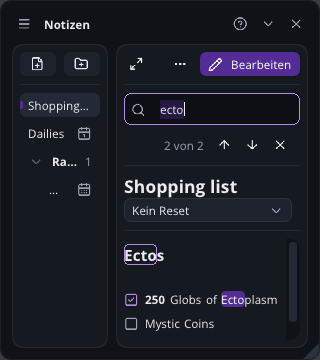 Notizen
Bearbeiten
Shopping...
Dailies
Ra... 1
...
ecto
2 von 2
Shopping list
Kein Reset
Ectos
250 Globs of Ectoplasm
Mystic Coins